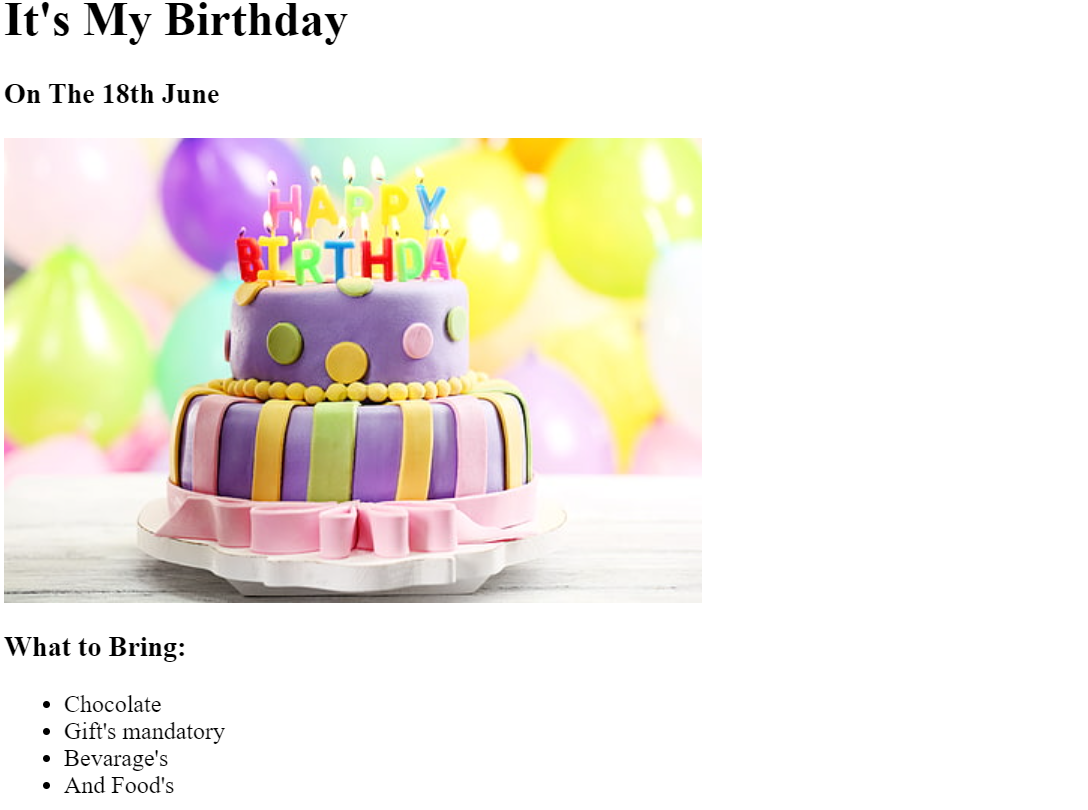 It's My Birthday
On The 18th June
HAPPY
BIRTHDAY
What to Bring:
Chocolate
Gift's mandatory
Bevarage's
And Food's